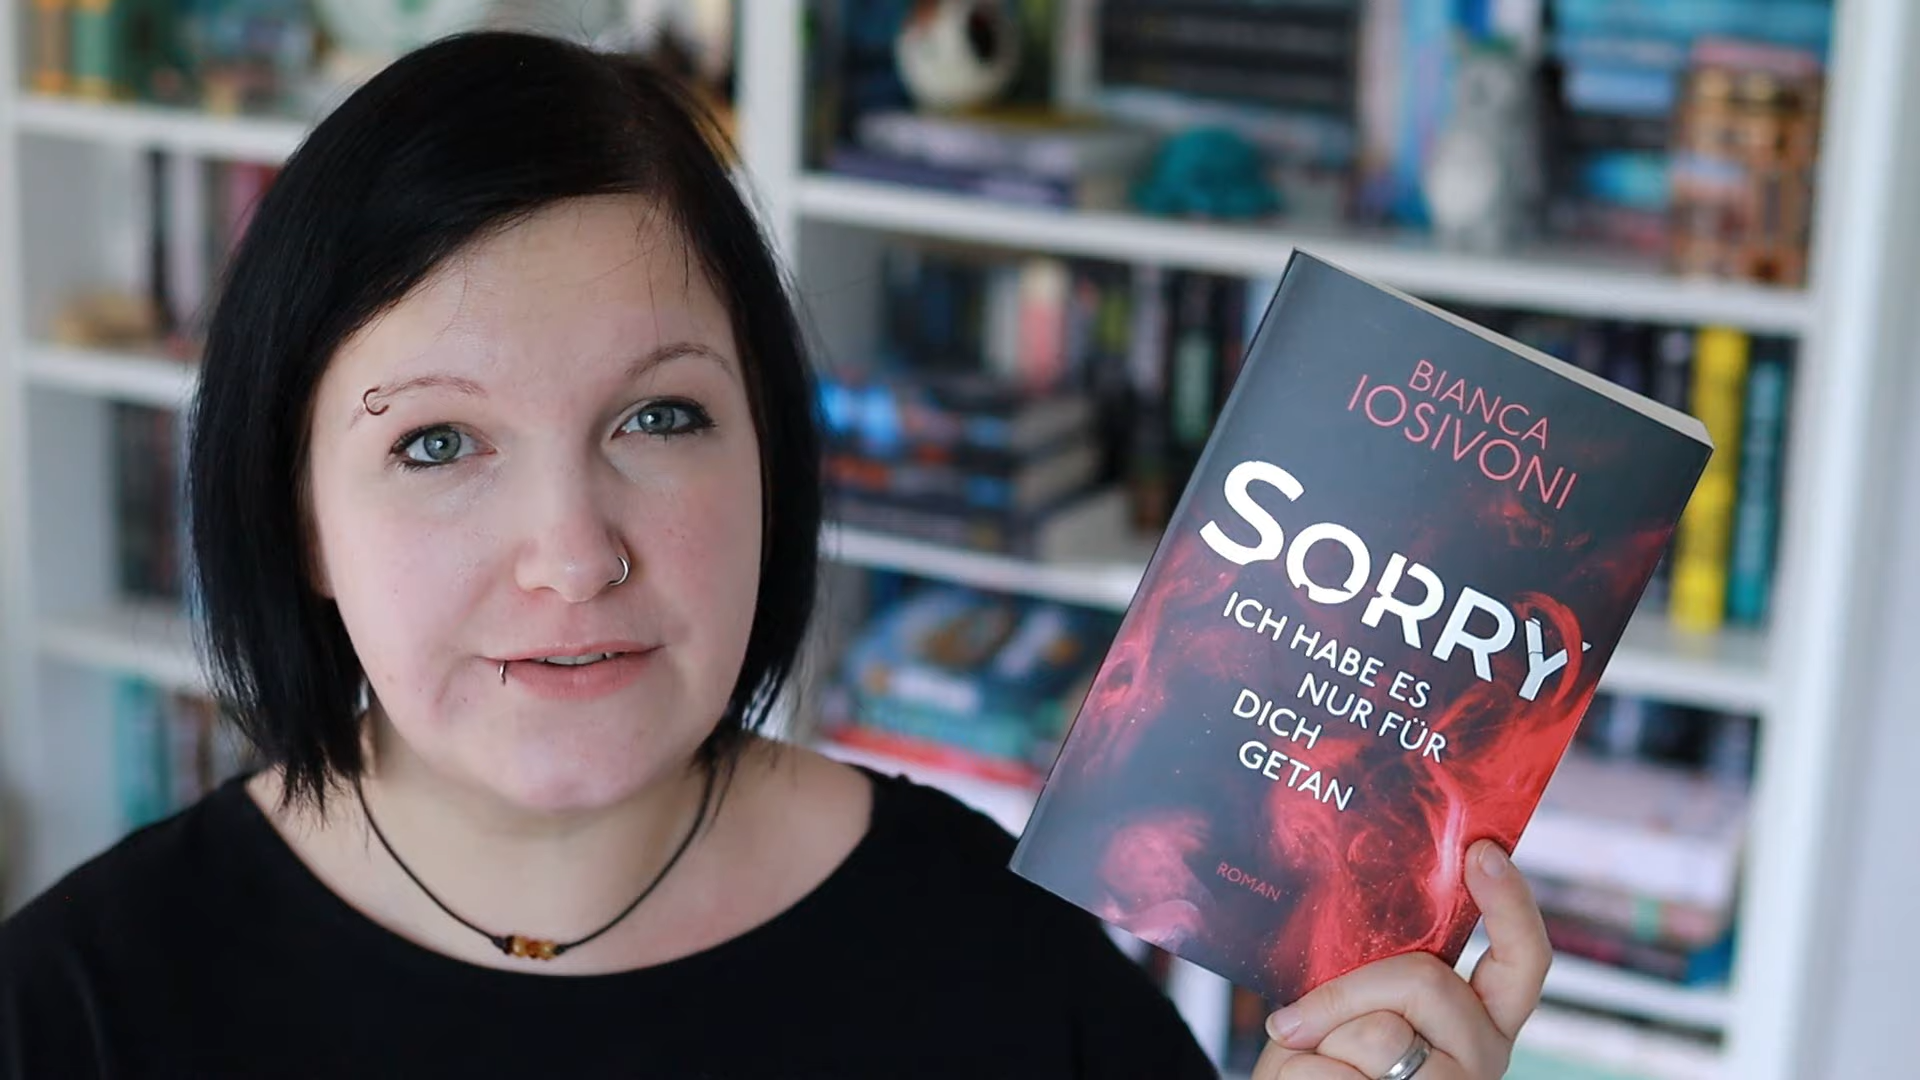 BIANCA
IOSIVONI
SORRY
ICH HABE ES
NUR FÜR
DICH
GETAN
ROMAN